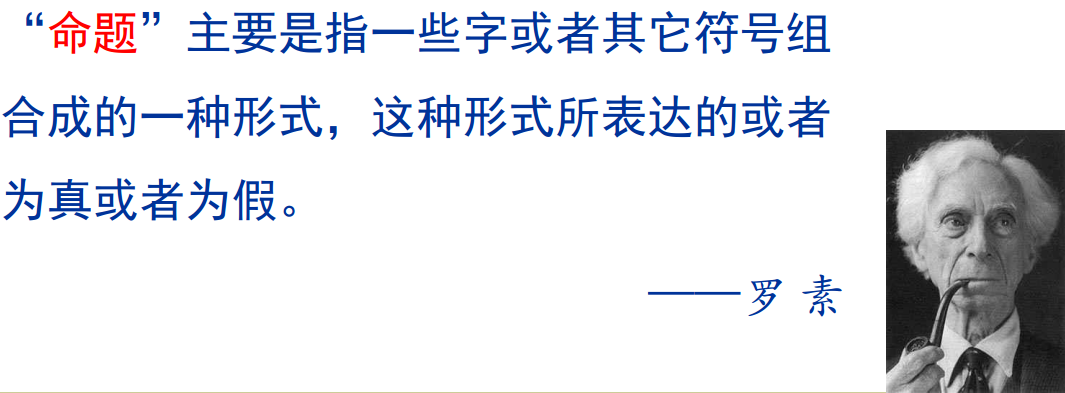 “命题”主要是指一些字或者其它符号组
合成的一种形式，这种形式所表达的或者
为真或者为假。
——罗 素